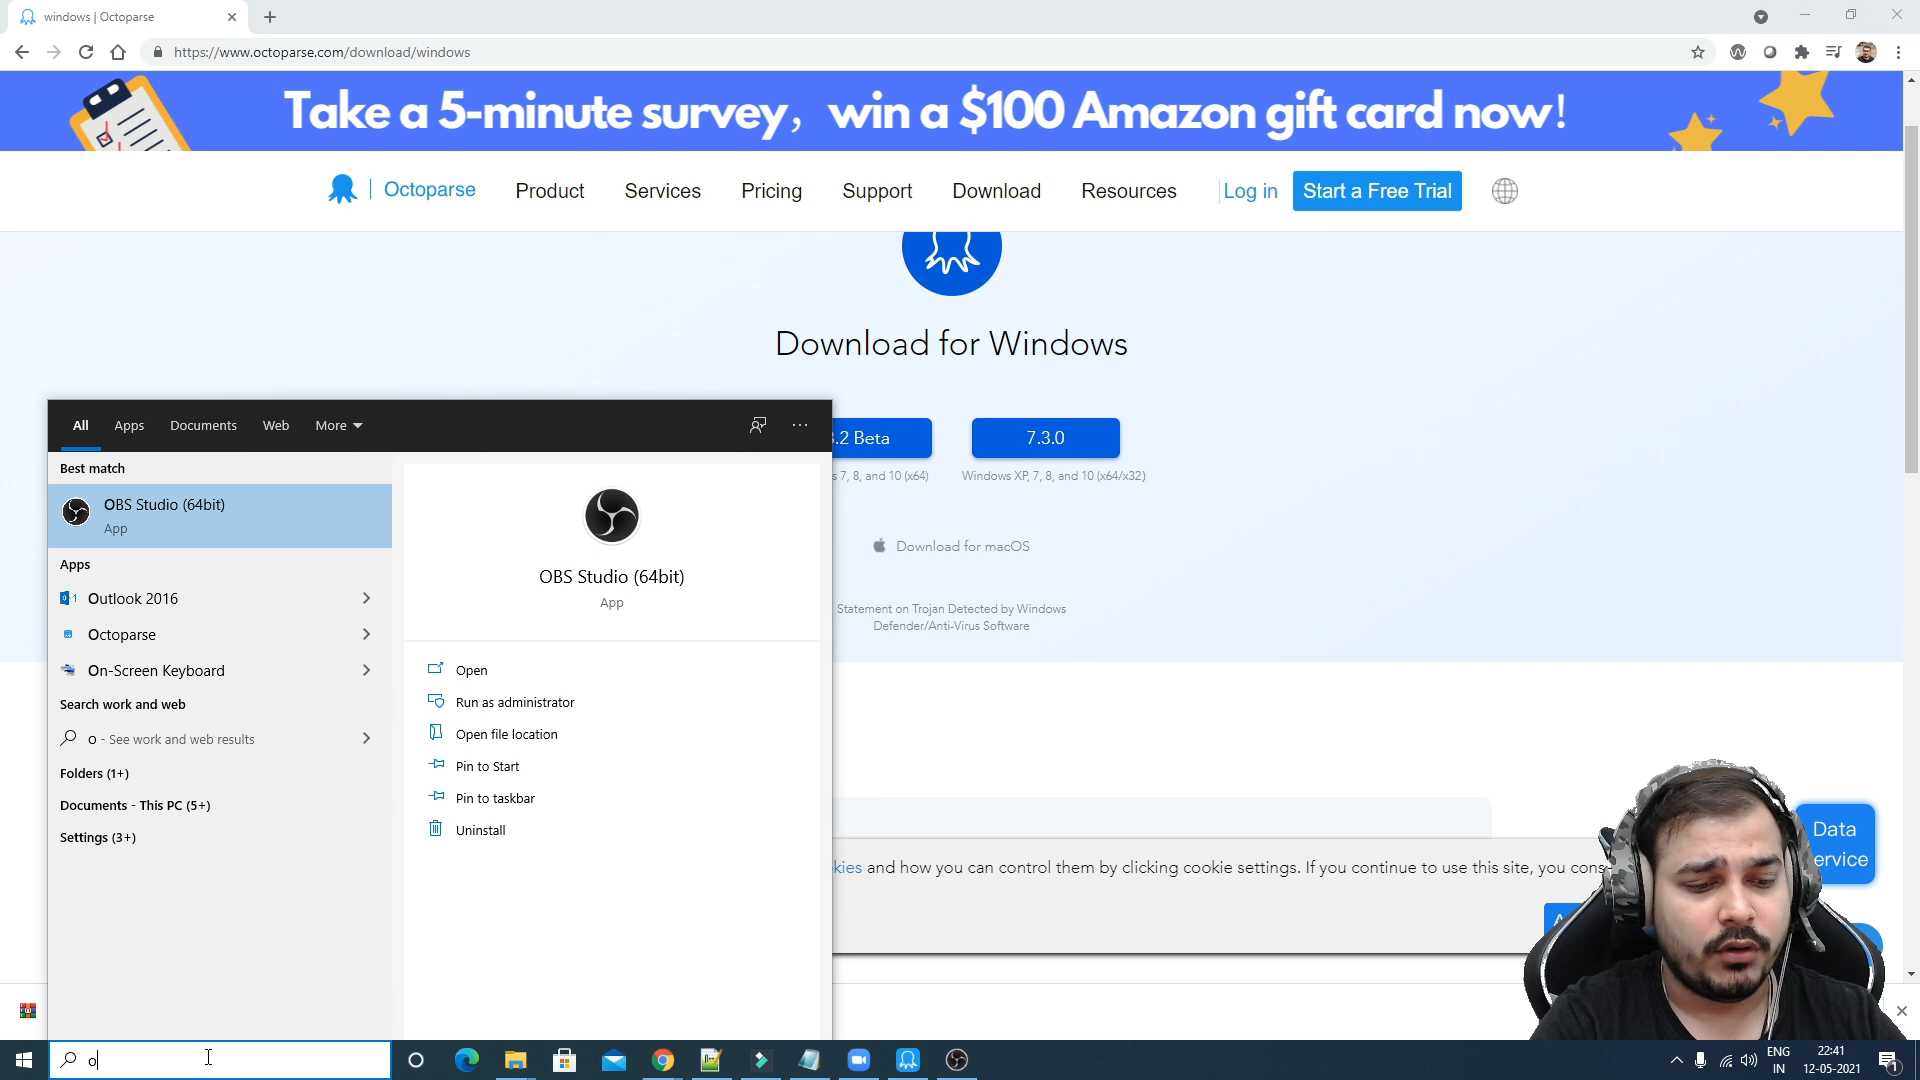 windows | Octoparse
https://www.octoparse.com/download/windows
Take a 5-minute survey, win a $100 Amazon gift card now!
Octoparse
Product
Services
Pricing
Support
Download
Resources
Log in
Start a Free Trial
Download for Windows
.2 Beta
7.3.0
7, 8, and 10 (x64)
Windows XP, 7, 8, and 10 (x64/x32)
Download for macOS
Statement on Trojan Detected by Windows
Defender/Anti-Virus Software
All
Apps
Documents
Web
More
Best match
OBS Studio (64bit)
App
Apps
Outlook 2016
Octoparse
On-Screen Keyboard
Search work and web
o - See work and web results
Folders (1+)
Documents - This PC (5+)
Settings (3+)
OBS Studio (64bit)
App
Open
Run as administrator
Open file location
Pin to Start
Pin to taskbar
Uninstall
kies and how you can control them by clicking cookie settings. If you continue to use this site, you cons
Data
ervice
o
ENG
IN
22:41
12-05-2021
1